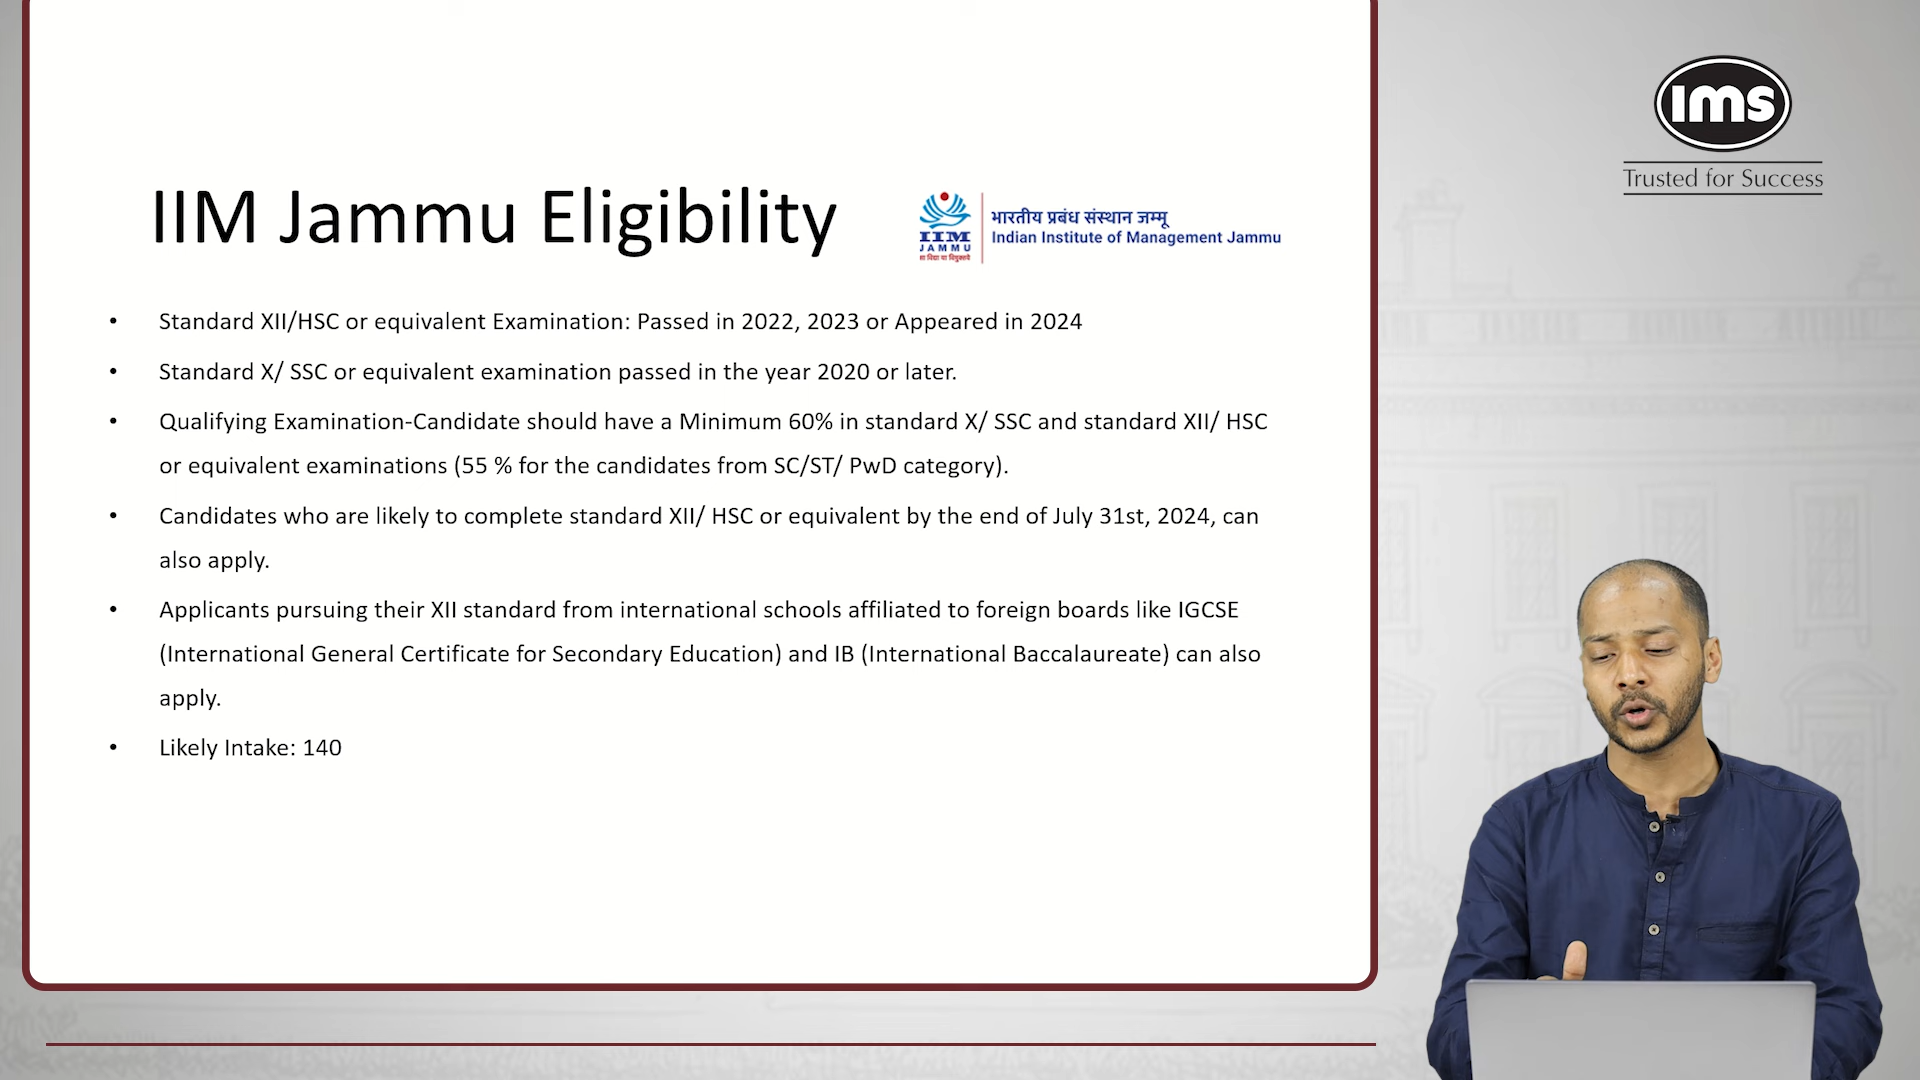 ims
Trusted for Success
IIM Jammu Eligibility
IIM
JAMMU
सा विद्या या विमुक्तये
भारतीय प्रबंध संस्थान जम्मू
Indian Institute of Management Jammu
• Standard XII/HSC or equivalent Examination: Passed in 2022, 2023 or Appeared in 2024
• Standard X/ SSC or equivalent examination passed in the year 2020 or later.
• Qualifying Examination-Candidate should have a Minimum 60% in standard X/ SSC and standard XII/ HSC
or equivalent examinations (55 % for the candidates from SC/ST/ PwD category).
• Candidates who are likely to complete standard XII/ HSC or equivalent by the end of July 31st, 2024, can
also apply.
• Applicants pursuing their XII standard from international schools affiliated to foreign boards like IGCSE
(International General Certificate for Secondary Education) and IB (International Baccalaureate) can also
apply.
• Likely Intake: 140